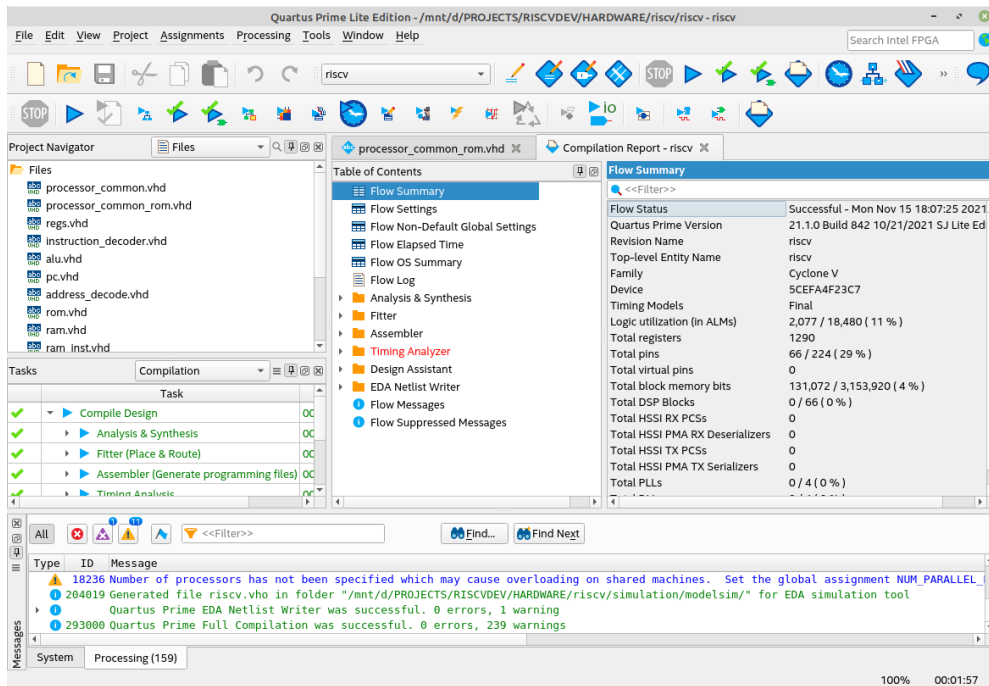 Quartus Prime Lite Edition - /mnt/d/PROJECTS/RISCVDEV/HARDWARE/riscv/riscv - riscv
File Edit View Project Assignments Processing Tools Window Help
Search Intel FPGA
STOP
riscv
STOP
»
STOP
io
Project Navigator
Files
Files
processor_common.vhd
processor_common_rom.vhd
regs.vhd
instruction_decoder.vhd
alu.vhd
pc.vhd
address_decode.vhd
rom.vhd
ram.vhd
ram_inst.vhd
Tasks
Compilation
Task
Compile Design 00
Analysis & Synthesis 00
Fitter (Place & Route) 00
Assembler (Generate programming files) 00
Timing Analysis
processor_common_rom.vhd
Compilation Report - riscv
Table of Contents
Flow Summary
Flow Settings
Flow Non-Default Global Settings
Flow Elapsed Time
Flow OS Summary
Flow Log
Analysis & Synthesis
Fitter
Assembler
Timing Analyzer
Design Assistant
EDA Netlist Writer
Flow Messages
Flow Suppressed Messages
Flow Summary
<<Filter>>
Flow Status Successful - Mon Nov 15 18:07:25 2021
Quartus Prime Version 21.1.0 Build 842 10/21/2021 SJ Lite Ed
Revision Name riscv
Top-level Entity Name riscv
Family Cyclone V
Device 5CEFA4F23C7
Timing Models Final
Logic utilization (in ALMs) 2,077 / 18,480 ( 11 % )
Total registers 1290
Total pins 66 / 224 ( 29 % )
Total virtual pins 0
Total block memory bits 131,072 / 3,153,920 ( 4 % )
Total DSP Blocks 0 / 66 ( 0 % )
Total HSSI RX PCSs 0
Total HSSI PMA RX Deserializers 0
Total HSSI TX PCSs 0
Total HSSI PMA TX Serializers 0
Total PLLs 0 / 4 ( 0 % )
All
<<Filter>>
Find...
Find Next
Type ID Message
18236 Number of processors has not been specified which may cause overloading on shared machines. Set the global assignment NUM_PARALLEL_
204019 Generated file riscv.vho in folder "/mnt/d/PROJECTS/RISCVDEV/HARDWARE/riscv/simulation/modelsim/" for EDA simulation tool
Quartus Prime EDA Netlist Writer was successful. 0 errors, 1 warning
293000 Quartus Prime Full Compilation was successful. 0 errors, 239 warnings
Messages
System
Processing (159)
100% 00:01:57